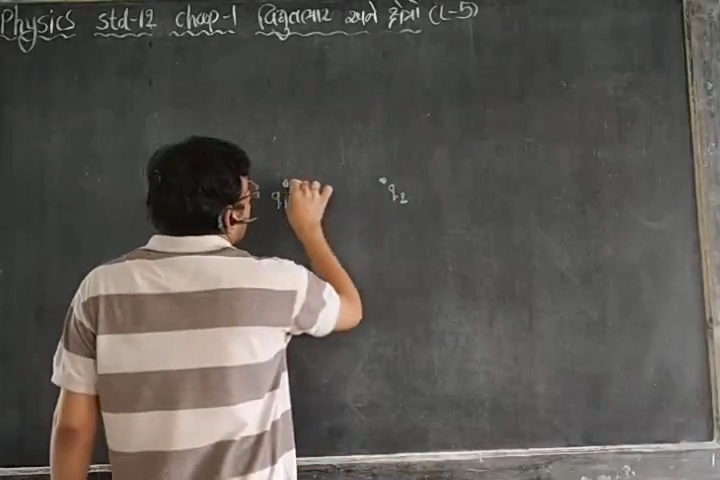 Physics std-12 chap-1 વિદ્યુતભાર અને ક્ષેત્રો (L-5)
q₁ q₂